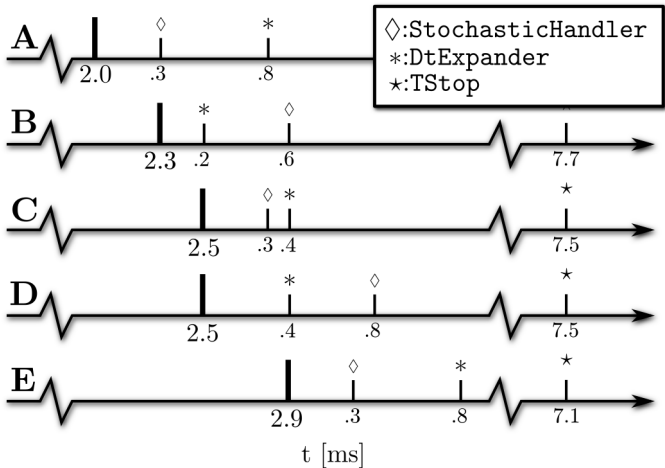 A
◊:StochasticHandler
*:DtExpander
⋆:TStop
◊ *
2.0 .3 .8
B
* ◊
2.3 .2 .6 7.7
C
◊ * ⋆
2.5 .3 .4 7.5
D
* ◊ ⋆
2.5 .4 .8 7.5
E
◊ * ⋆
2.9 .3 .8 7.1
t [ms]